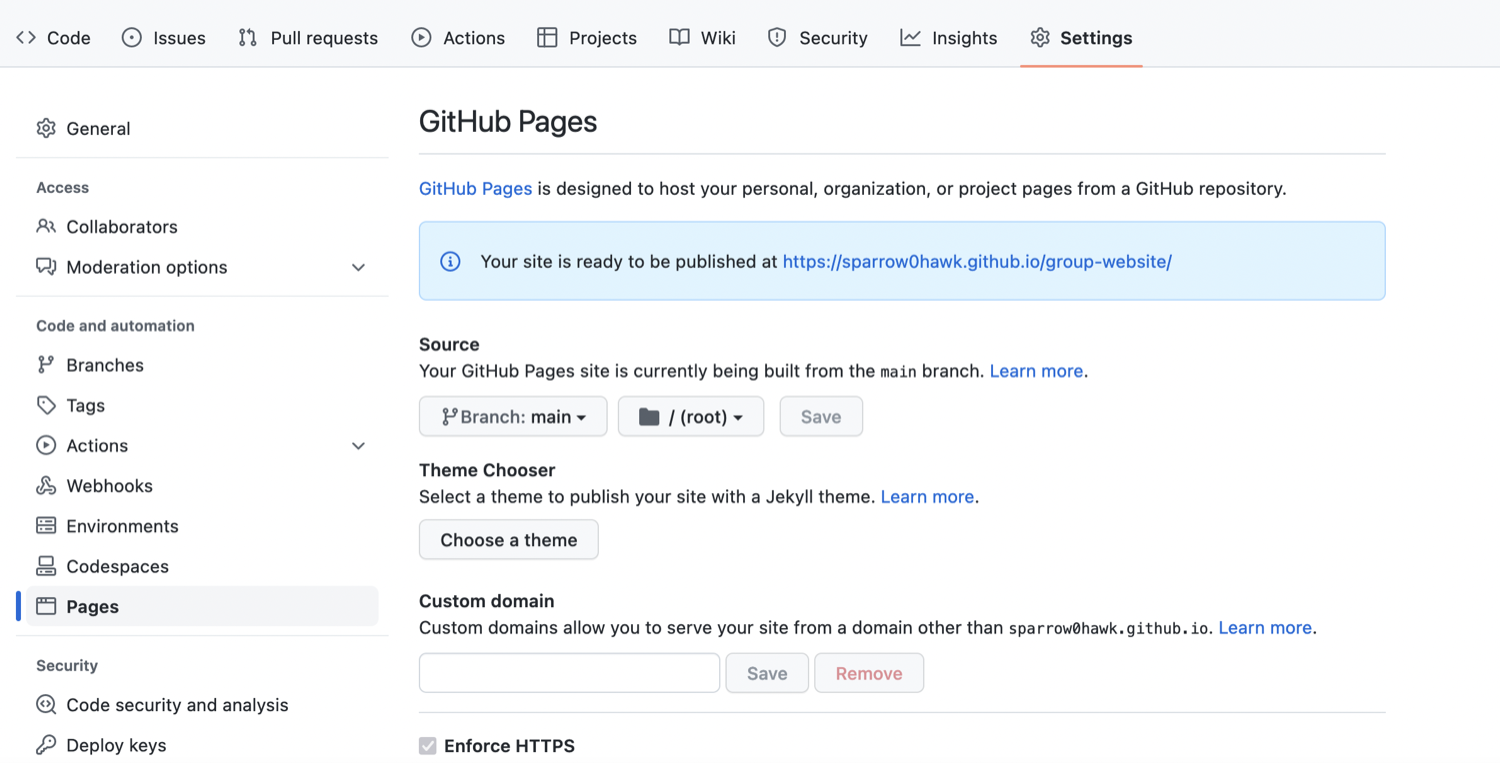 Code Issues Pull requests Actions Projects Wiki Security Insights Settings
General
Access
Collaborators
Moderation options
Code and automation
Branches
Tags
Actions
Webhooks
Environments
Codespaces
Pages
Security
Code security and analysis
Deploy keys
GitHub Pages
GitHub Pages is designed to host your personal, organization, or project pages from a GitHub repository.
Your site is ready to be published at https://sparrow0hawk.github.io/group-website/
Source
Your GitHub Pages site is currently being built from the main branch. Learn more.
Branch: main / (root) Save
Theme Chooser
Select a theme to publish your site with a Jekyll theme. Learn more.
Choose a theme
Custom domain
Custom domains allow you to serve your site from a domain other than sparrow0hawk.github.io. Learn more.
Save Remove
Enforce HTTPS